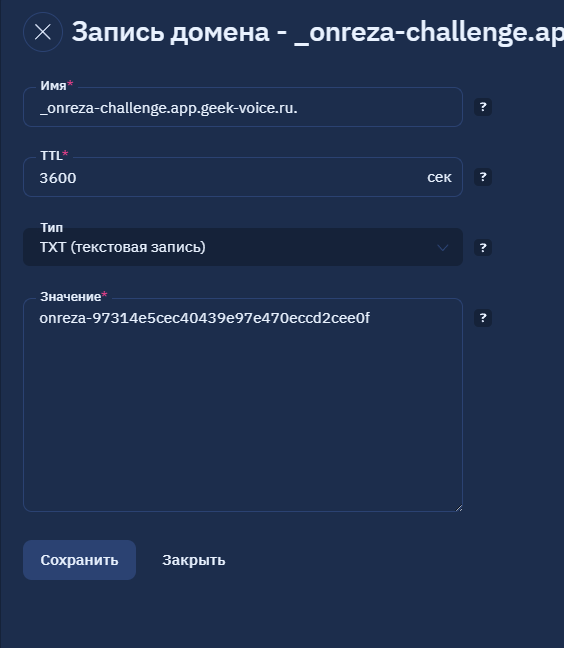 Запись домена - _onreza-challenge.ap
Имя*
_onreza-challenge.app.geek-voice.ru.
?
TTL*
3600 сек
?
Тип
TXT (текстовая запись)
?
Значение*
onreza-97314e5cec40439e97e470eccd2cee0f
?
Сохранить Закрыть